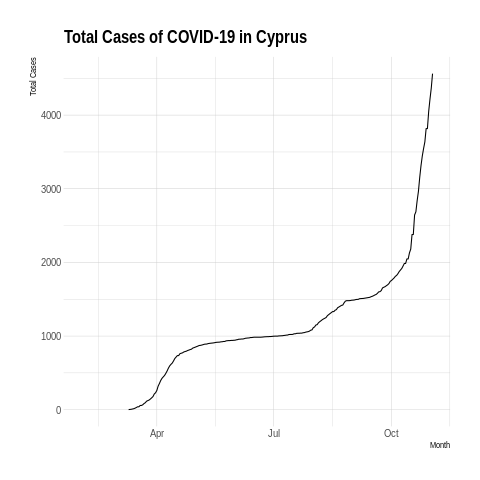 Total Cases of COVID-19 in Cyprus
Total Cases
4000
3000
2000
1000
0
Apr
Jul
Oct
Month